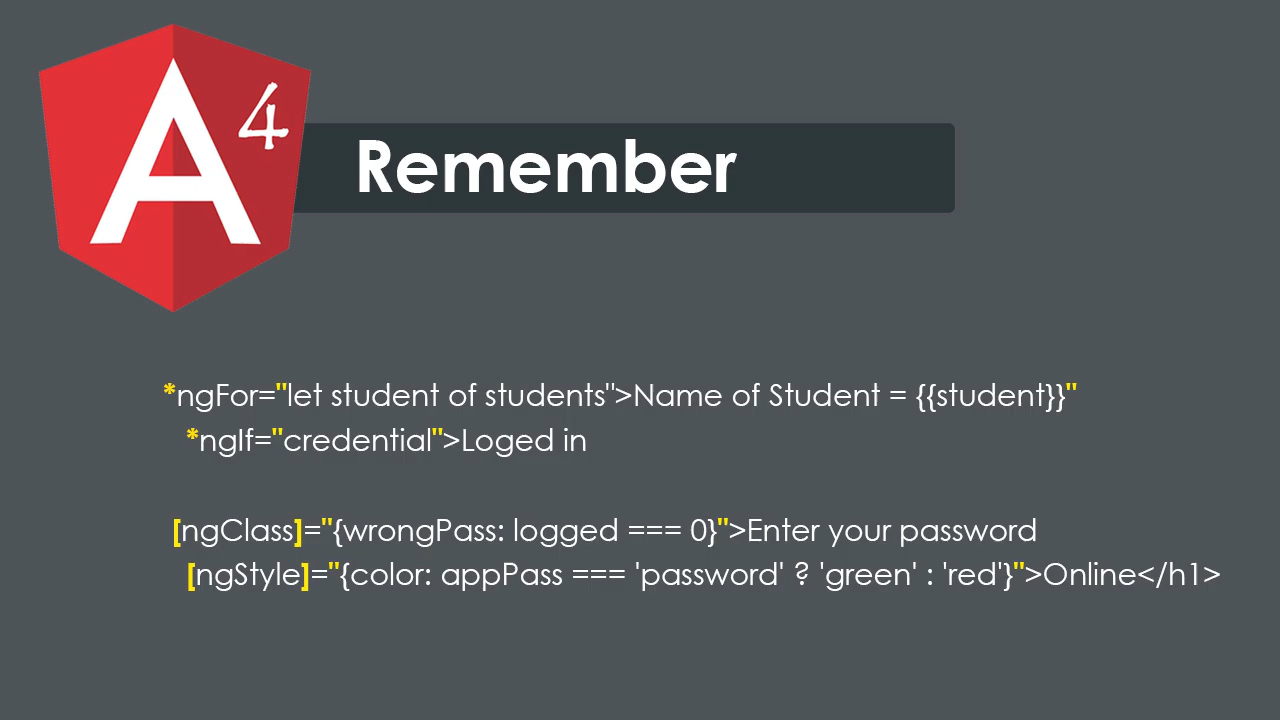 A4
Remember
*ngFor="let student of students">Name of Student = {{student}}"
*ngIf="credential">Loged in
[ngClass]="{wrongPass: logged === 0}">Enter your password
[ngStyle]="{color: appPass === 'password' ? 'green' : 'red'}">Online</h1>